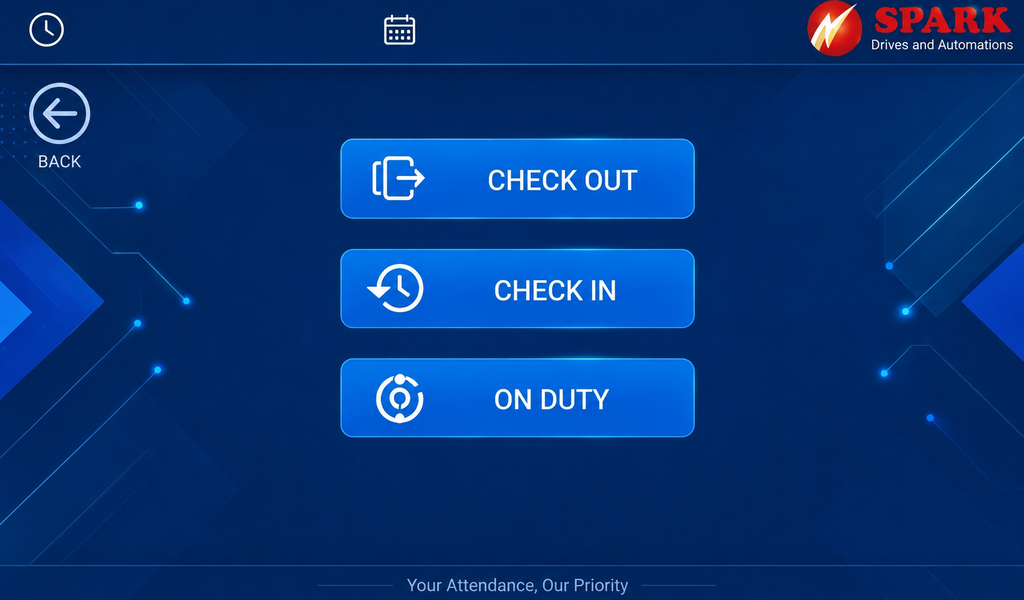 SPARK
Drives and Automations
BACK
CHECK OUT
CHECK IN
ON DUTY
Your Attendance, Our Priority